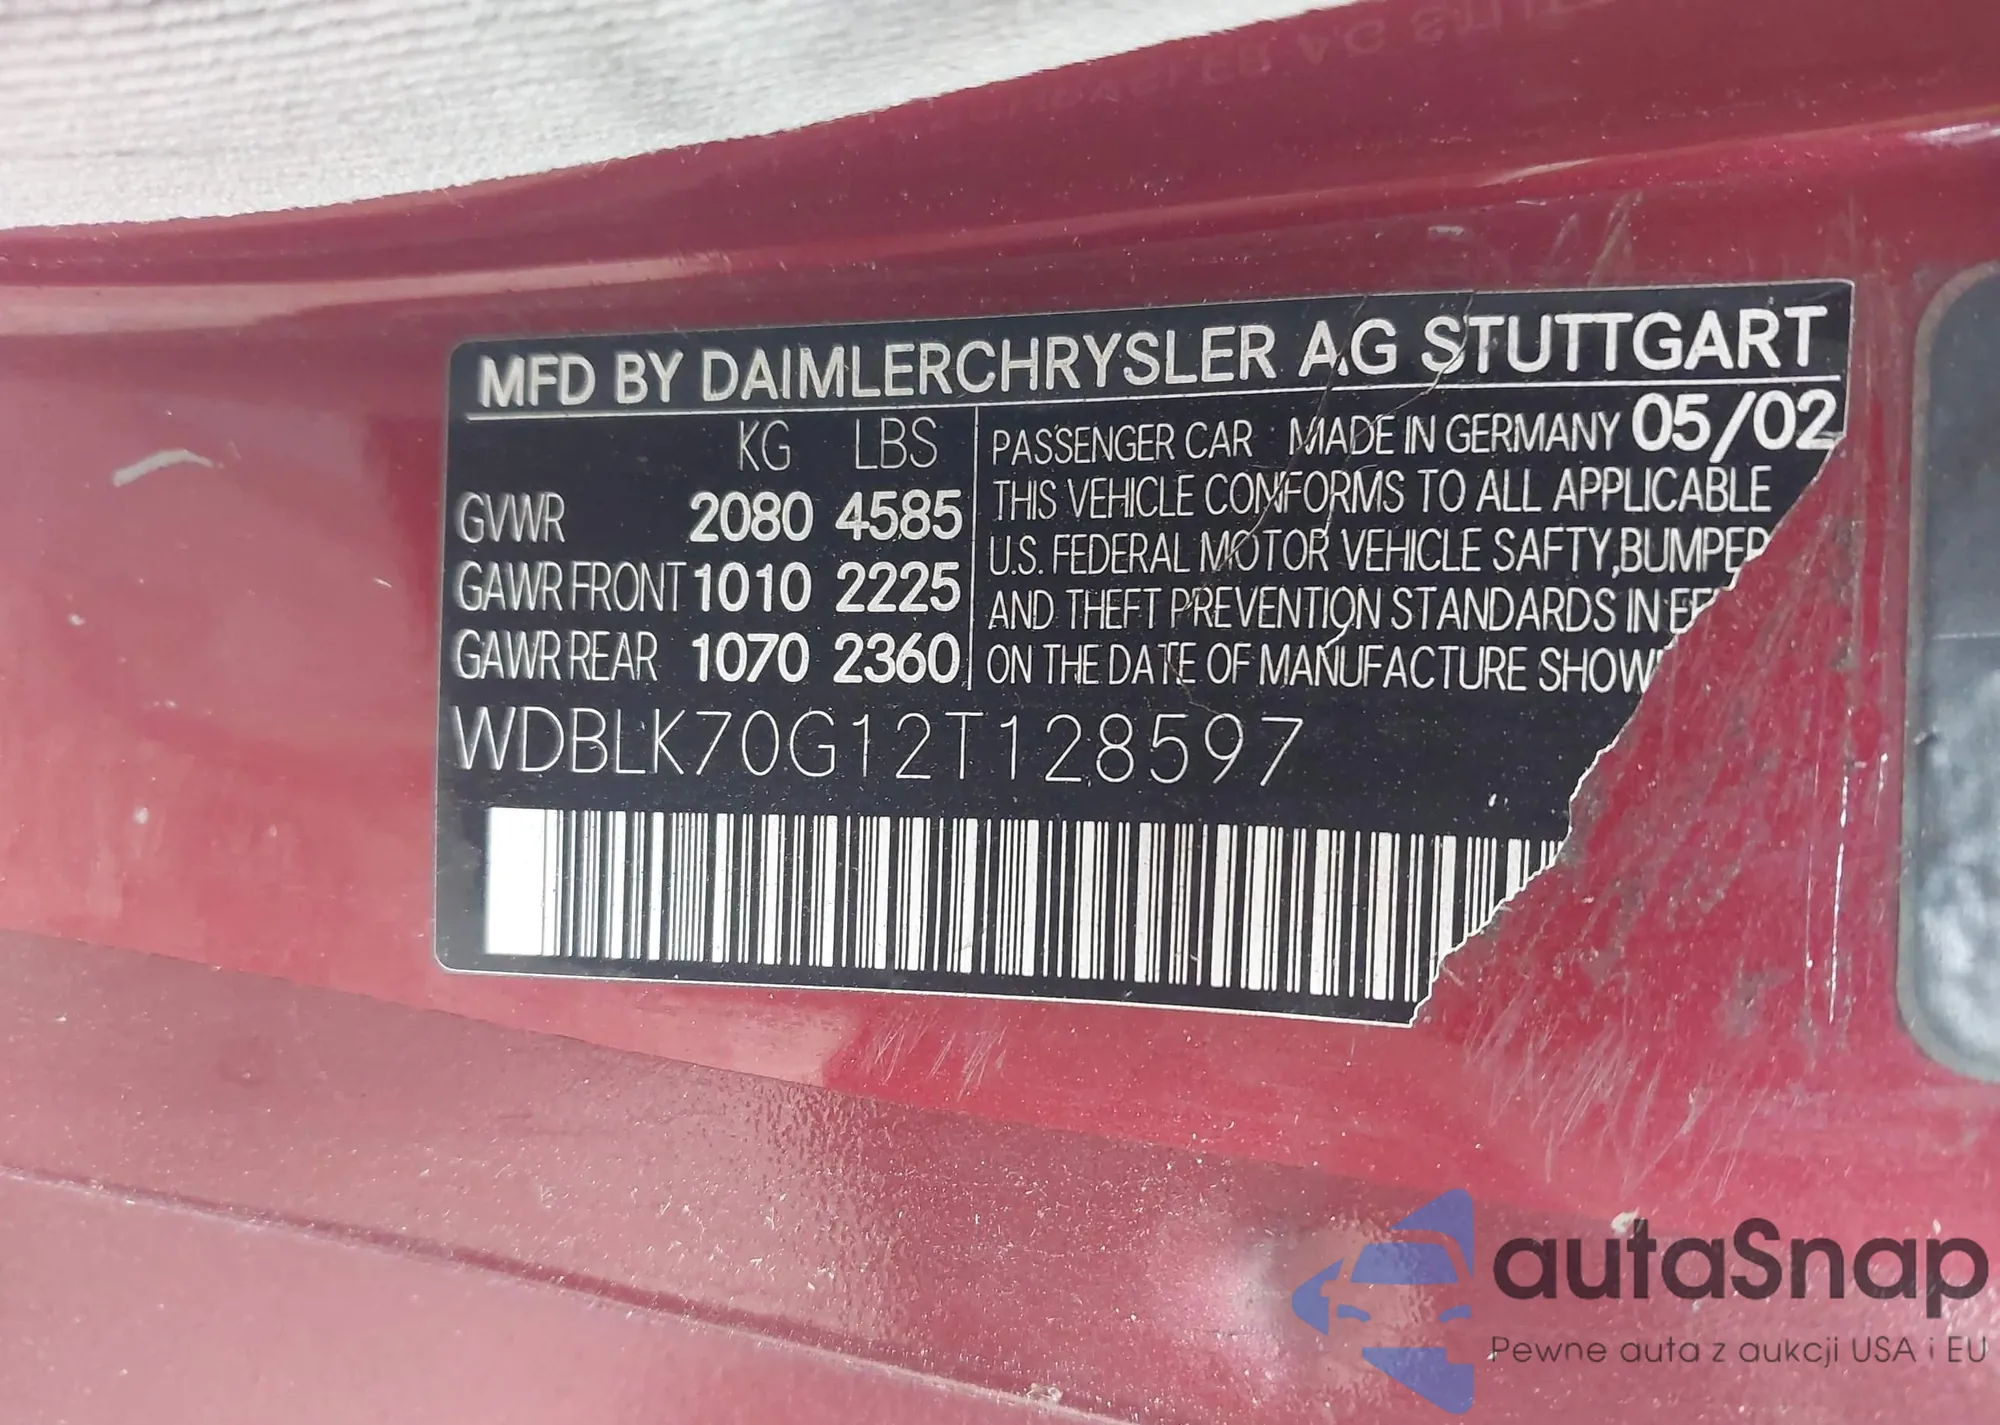 MFD BY DAIMLERCHRYSLER AG STUTTGART
KG LBS
GVWR 2080 4585
GAWR FRONT 1010 2225
GAWR REAR 1070 2360
PASSENGER CAR MADE IN GERMANY 05/02
THIS VEHICLE CONFORMS TO ALL APPLICABLE
U.S. FEDERAL MOTOR VEHICLE SAFTY, BUMPER
AND THEFT PREVENTION STANDARDS IN
ON THE DATE OF MANUFACTURE SHOW
WDBLK70G12T128597
autaSnap
Pewne auta z aukcji USA i EU